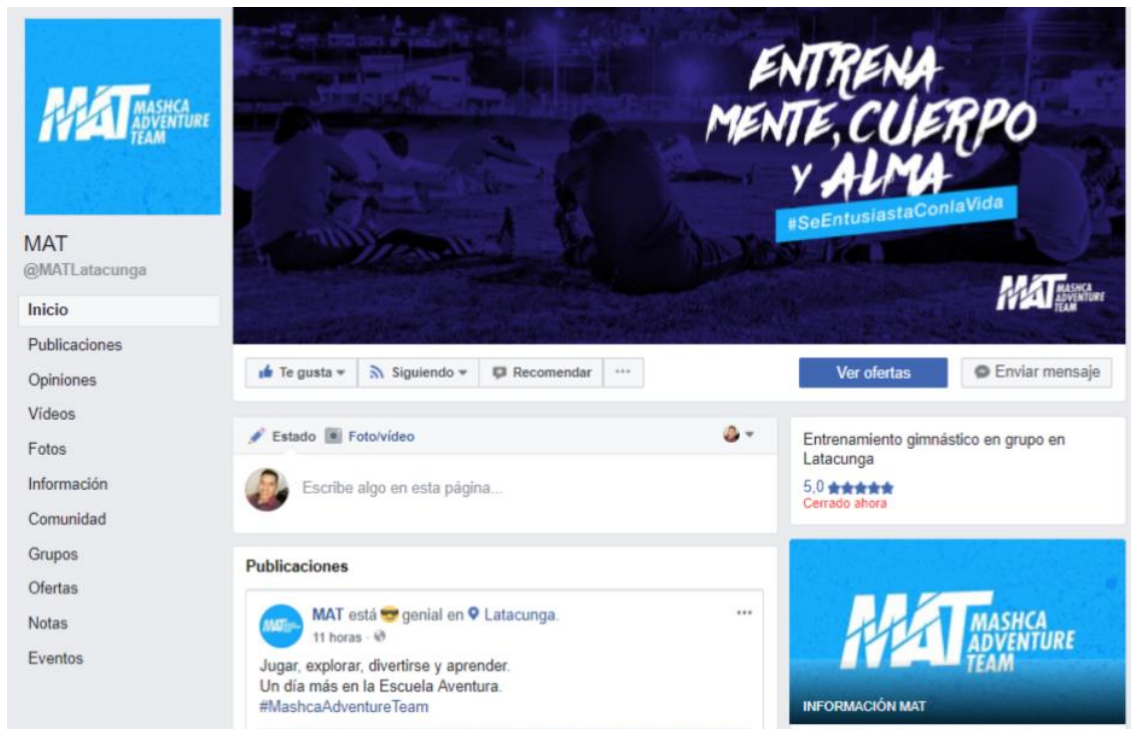 MAT MASHCA
ADVENTURE
TEAM
MAT
@MATLatacunga
Inicio
Publicaciones
Opiniones
Vídeos
Fotos
Información
Comunidad
Grupos
Ofertas
Notas
Eventos
ENTRENA
MENTE, CUERPO
Y ALMA
#SeEntusiastaConlaVida
MAT MASHCA
ADVENTURE
TEAM
Te gusta
Siguiendo
Recomendar
Ver ofertas
Enviar mensaje
Estado Foto/vídeo
Escribe algo en esta página...
Publicaciones
MAT está genial en Latacunga.
11 horas ·
Jugar, explorar, divertirse y aprender.
Un día más en la Escuela Aventura.
#MashcaAdventureTeam
Entrenamiento gimnástico en grupo en
Latacunga
5,0 ★★★★★
Cerrado ahora
MAT MASHCA
ADVENTURE
TEAM
INFORMACIÓN MAT